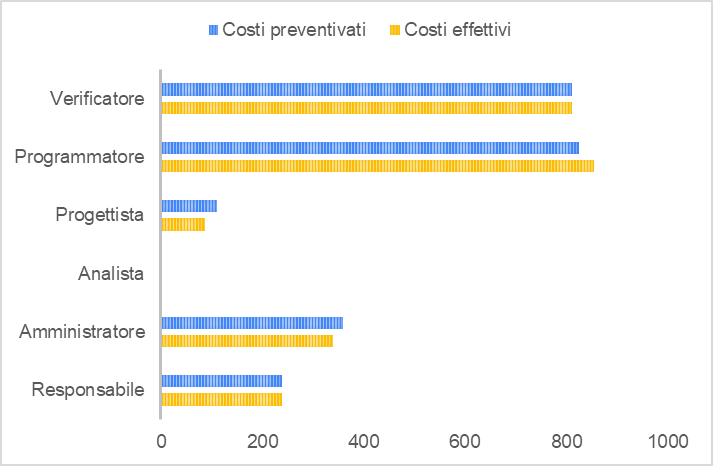 Costi preventivati Costi effettivi
Verificatore
Programmatore
Progettista
Analista
Amministratore
Responsabile
0 200 400 600 800 1000